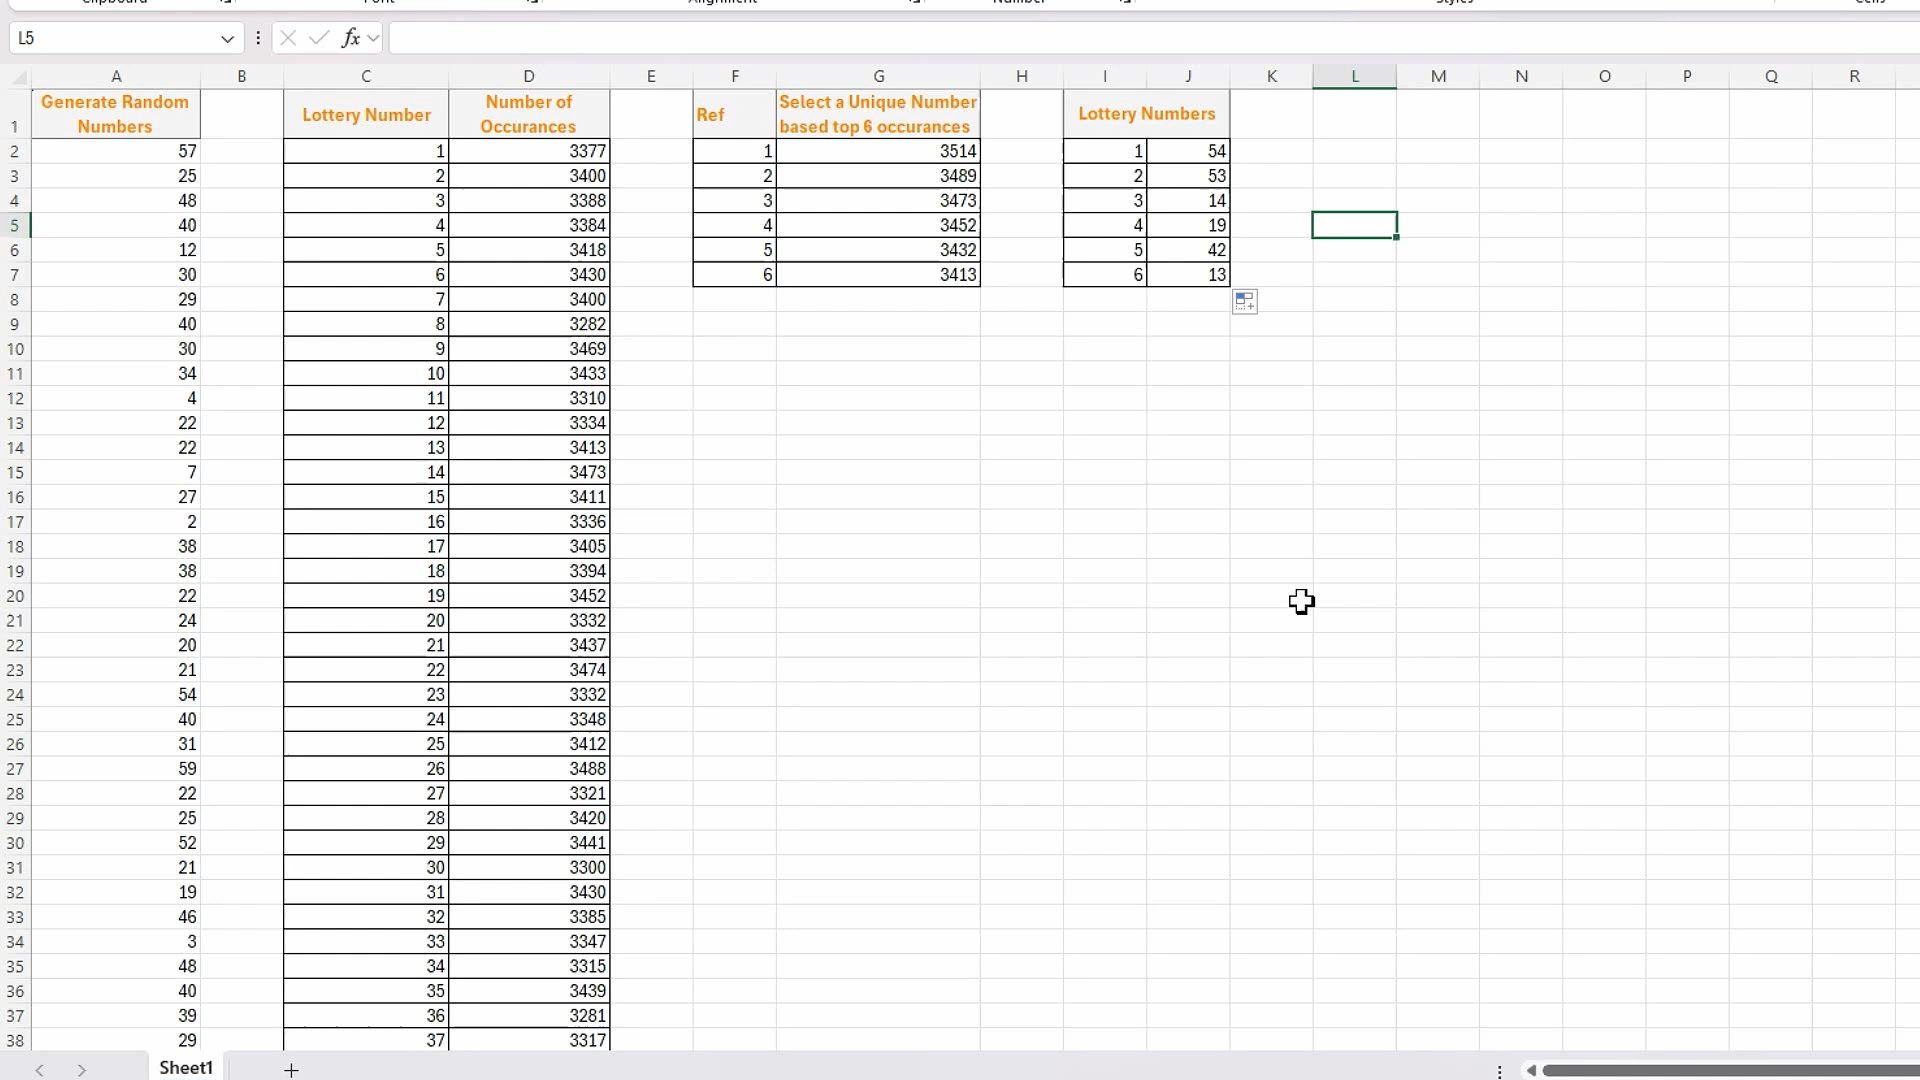 L5
fx
A B C D E F G H I J K L M N O P Q R
Generate Random
Numbers
Lottery Number
Number of
Occurances
Ref
Select a Unique Number
based top 6 occurances
Lottery Numbers
1
2 57 1 3377 1 3514 1 54
3 25 2 3400 2 3489 2 53
4 48 3 3388 3 3473 3 14
5 40 4 3384 4 3452 4 19
6 12 5 3418 5 3432 5 42
7 30 6 3430 6 3413 6 13
8 29 7 3400
9 40 8 3282
10 30 9 3469
11 34 10 3433
12 4 11 3310
13 22 12 3334
14 22 13 3413
15 7 14 3473
16 27 15 3411
17 2 16 3336
18 38 17 3405
19 38 18 3394
20 22 19 3452
21 24 20 3332
22 20 21 3437
23 21 22 3474
24 54 23 3332
25 40 24 3348
26 31 25 3412
27 59 26 3488
28 22 27 3321
29 25 28 3420
30 52 29 3441
31 21 30 3300
32 19 31 3430
33 46 32 3385
34 3 33 3347
35 48 34 3315
36 40 35 3439
37 39 36 3281
38 29 37 3317
Sheet1